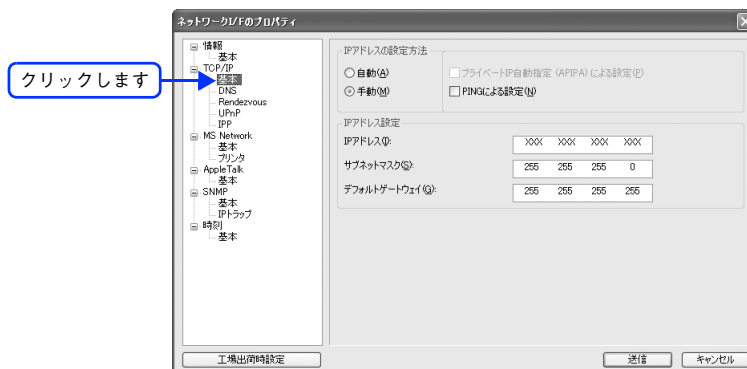 ネットワークI/Fのプロパティ
クリックします
情報
基本
TCP/IP
基本
DNS
Rendezvous
UPnP
IPP
MS Network
基本
プリンタ
AppleTalk
基本
SNMP
基本
IPトラップ
時刻
基本
IPアドレスの設定方法
自動(A)
プライベートIP自動指定 (APIPA) による設定(P)
手動(M)
PINGによる設定(N)
IPアドレス設定
IPアドレス(I): XXX XXX XXX XXX
サブネットマスク(S): 255 255 255 0
デフォルトゲートウェイ(G): 255 255 255 255
工場出荷時設定
送信
キャンセル